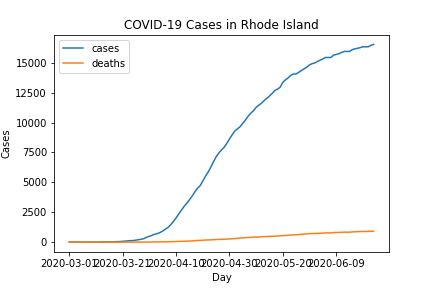 COVID-19 Cases in Rhode Island
cases
deaths
15000
12500
10000
7500
5000
2500
0
Cases
2020-03-01 2020-03-21 2020-04-10 2020-04-30 2020-05-20 2020-06-09
Day